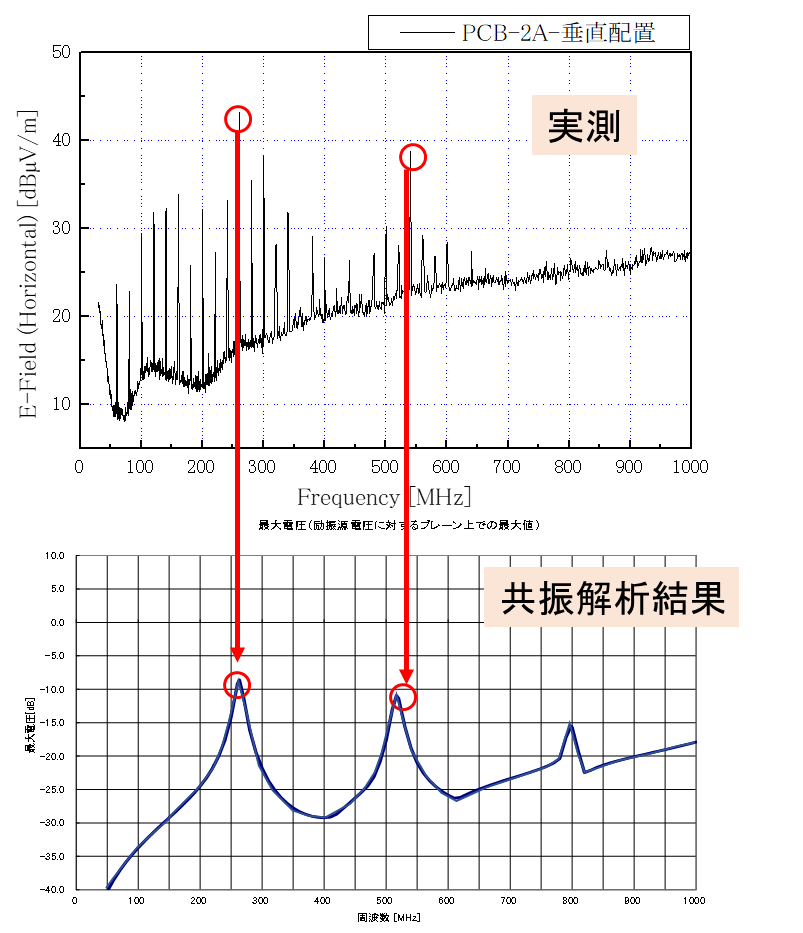 PCB-2A-垂直配置
50
実測
40
30
20
10
E-Field (Horizontal) [dBμV/m]
0 100 200 300 400 500 600 700 800 900 1000
Frequency [MHz]
最大電圧(励振源電圧に対するプレーン上での最大値)
10.0
共振解析結果
5.0
0.0
-5.0
-10.0
-15.0
-20.0
-25.0
-30.0
-35.0
-40.0
最大電圧[dB]
0 100 200 300 400 500 600 700 800 900 1000
周波数 [MHz]